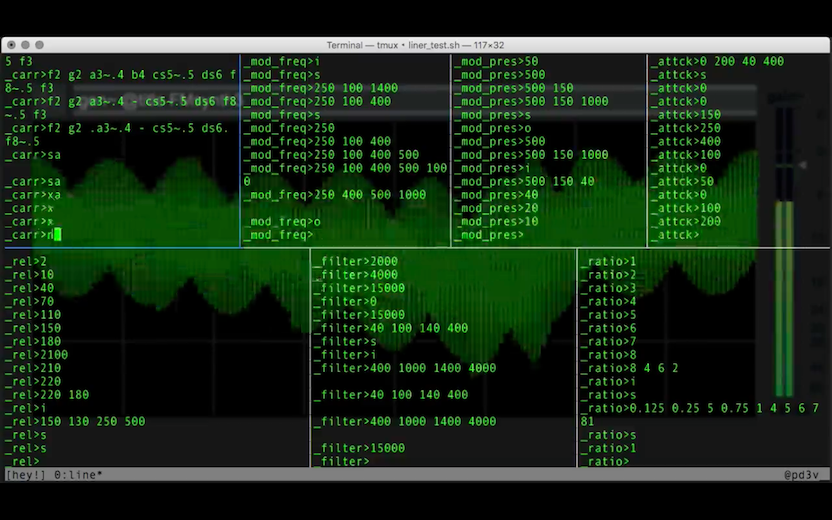 Terminal — tmux • liner_test.sh — 117×32
5 f3
_carr>f2 g2 a3~.4 b4 cs5~.5 ds6 f
8~.5 f3
_carr>f2 g2 a3~.4 - cs5~.5 ds6 f8
~.5 f3
_carr>f2 g2 .a3~.4 - cs5~.5 ds6.
f8~.5
_carr>sa
_carr>sa
_carr>xa
_carr>x
_carr>
_carr>n
_mod_freq>i
_mod_freq>s
_mod_freq>250 100 1400
_mod_freq>250 100 400
_mod_freq>s
_mod_freq>250
_mod_freq>250 100 400
_mod_freq>250 100 400 500
_mod_freq>250 100 400 500 100
0
_mod_freq>250 400 500 1000
_mod_freq>o
_mod_freq>
_mod_pres>50
_mod_pres>500
_mod_pres>500 150
_mod_pres>500 150 1000
_mod_pres>s
_mod_pres>o
_mod_pres>500
_mod_pres>500 150 1000
_mod_pres>i
_mod_pres>500 150 40
_mod_pres>40
_mod_pres>20
_mod_pres>10
_mod_pres>
_attck>0 200 40 400
_attck>s
_attck>0
_attck>0
_attck>150
_attck>250
_attck>400
_attck>100
_attck>0
_attck>50
_attck>0
_attck>100
_attck>200
_attck>
_rel>2
_rel>10
_rel>40
_rel>70
_rel>110
_rel>150
_rel>180
_rel>2100
_rel>210
_rel>220
_rel>220 180
_rel>i
_rel>150 130 250 500
_rel>s
_rel>s
_rel>
_filter>2000
_filter>4000
_filter>15000
_filter>0
_filter>15000
_filter>40 100 140 400
_filter>s
_filter>i
_filter>400 1000 1400 4000
_filter>40 100 140 400
_filter>400 1000 1400 4000
_filter>15000
_filter>
_ratio>1
_ratio>2
_ratio>3
_ratio>4
_ratio>5
_ratio>6
_ratio>7
_ratio>8
_ratio>8 4 6 2
_ratio>i
_ratio>s
_ratio>0.125 0.25 5 0.75 1 4 5 6 7
81
_ratio>s
_ratio>1
_ratio>
[hey!] 0:line* @pd3v_